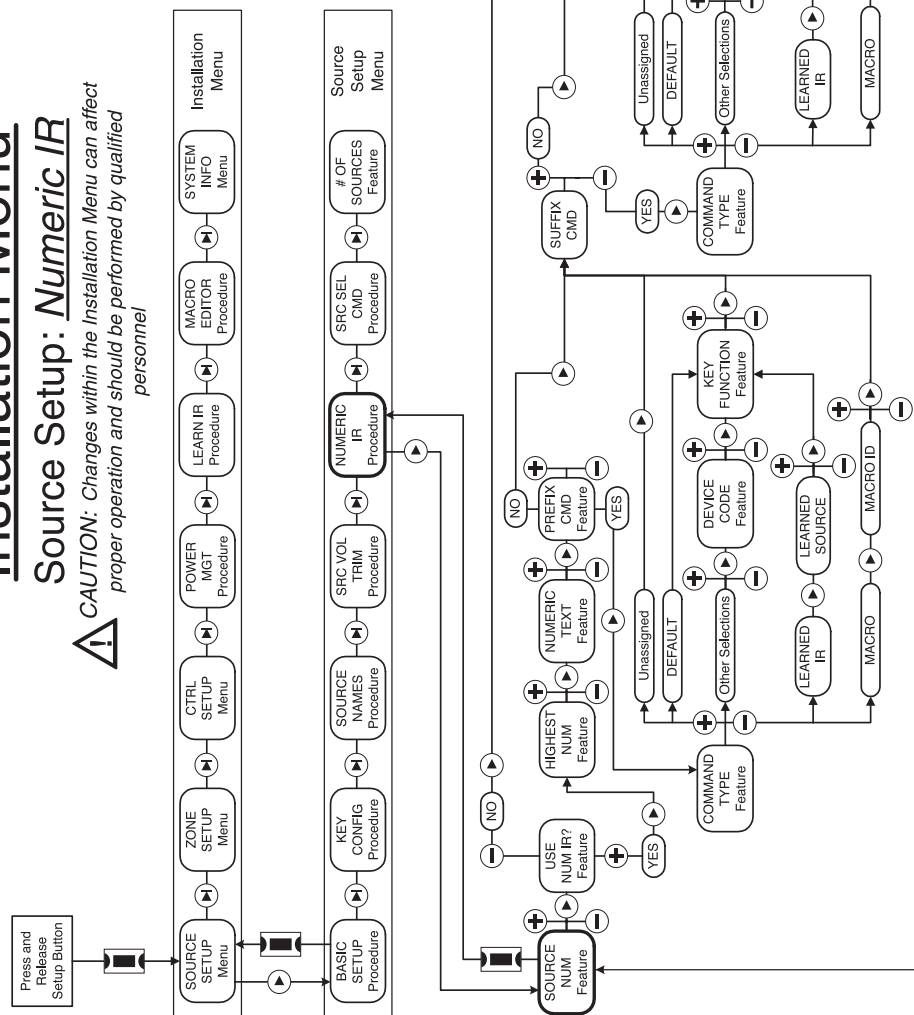 Source Setup: Numeric IR
CAUTION: Changes within the Installation Menu can affect
proper operation and should be performed by qualified
personnel
Press and
Release
Setup Button
SOURCE
SETUP
Menu
ZONE
SETUP
Menu
CTRL
SETUP
Menu
POWER
MGT
Procedure
LEARN IR
Procedure
MACRO
EDITOR
Procedure
SYSTEM
INFO
Menu
Installation
Menu
BASIC
SETUP
Procedure
KEY
CONFIG
Procedure
SOURCE
NAMES
Procedure
SRC VOL
TRIM
Procedure
NUMERIC
IR
Procedure
SRC SEL
CMD
Procedure
# OF
SOURCES
Feature
Source
Setup
Menu
SOURCE
NUM
Feature
USE
NUM IR?
Feature
NO
YES
HIGHEST
NUM
Feature
NUMERIC
TEXT
Feature
PREFIX
CMD
Feature
NO
YES
SUFFIX
CMD
NO
YES
COMMAND
TYPE
Feature
Unassigned
DEFAULT
Other Selections
LEARNED
IR
MACRO
DEVICE
CODE
Feature
KEY
FUNCTION
Feature
LEARNED
SOURCE
MACRO ID
COMMAND
TYPE
Feature
Unassigned
DEFAULT
Other Selections
LEARNED
IR
MACRO